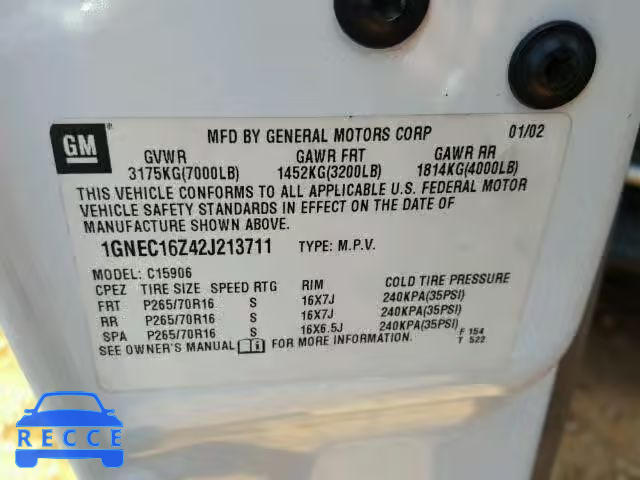 GM ®
MFD BY GENERAL MOTORS CORP 01/02
GVWR GAWR FRT GAWR RR
3175KG(7000LB) 1452KG(3200LB) 1814KG(4000LB)
THIS VEHICLE CONFORMS TO ALL APPLICABLE U.S. FEDERAL MOTOR
VEHICLE SAFETY STANDARDS IN EFFECT ON THE DATE OF
MANUFACTURE SHOWN ABOVE.
1GNEC16Z42J213711 TYPE: M.P.V.
MODEL: C15906
CPEZ TIRE SIZE SPEED RTG RIM COLD TIRE PRESSURE
FRT P265/70R16 S 16X7J 240KPA(35PSI)
RR P265/70R16 S 16X7J 240KPA(35PSI)
SPA P265/70R16 S 16X6.5J 240KPA(35PSI)
SEE OWNER'S MANUAL FOR MORE INFORMATION.
F 154
T 522
RECCE